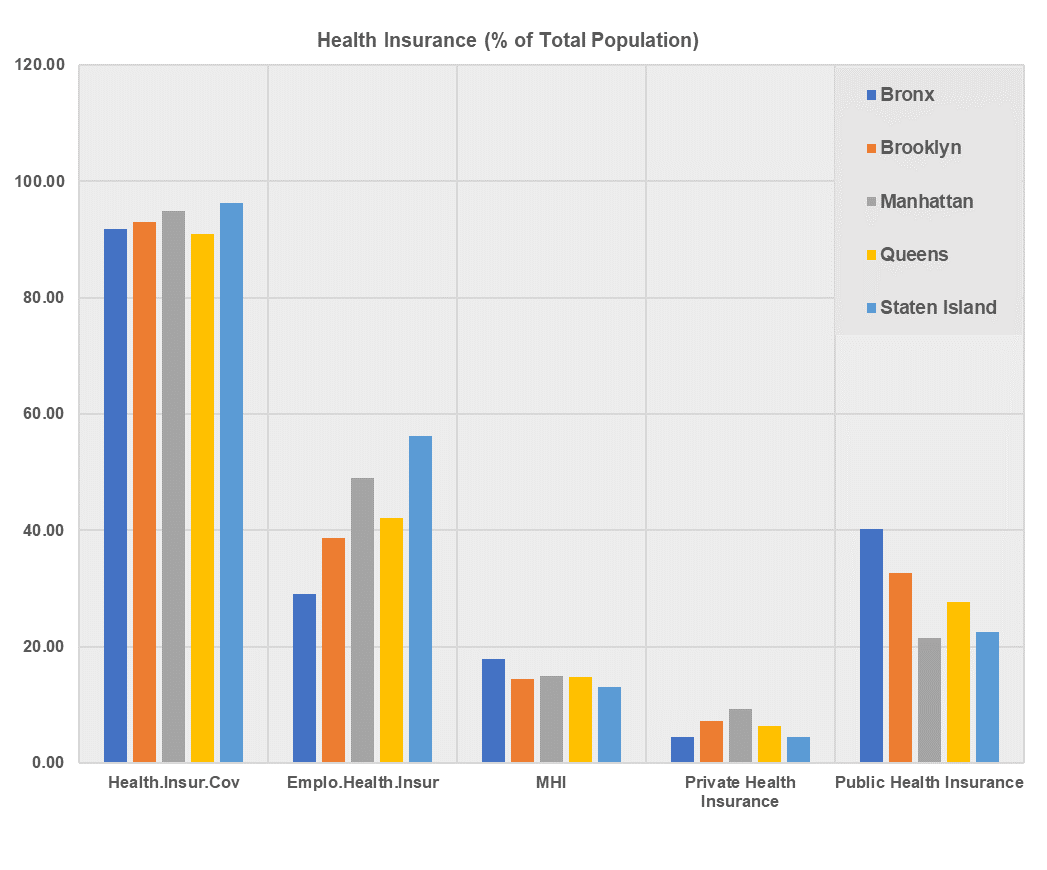 Health Insurance (% of Total Population)
120.00
100.00
80.00
60.00
40.00
20.00
0.00
Bronx
Brooklyn
Manhattan
Queens
Staten Island
Health.Insur.Cov
Emplo.Health.Insur
MHI
Private Health
Insurance
Public Health Insurance